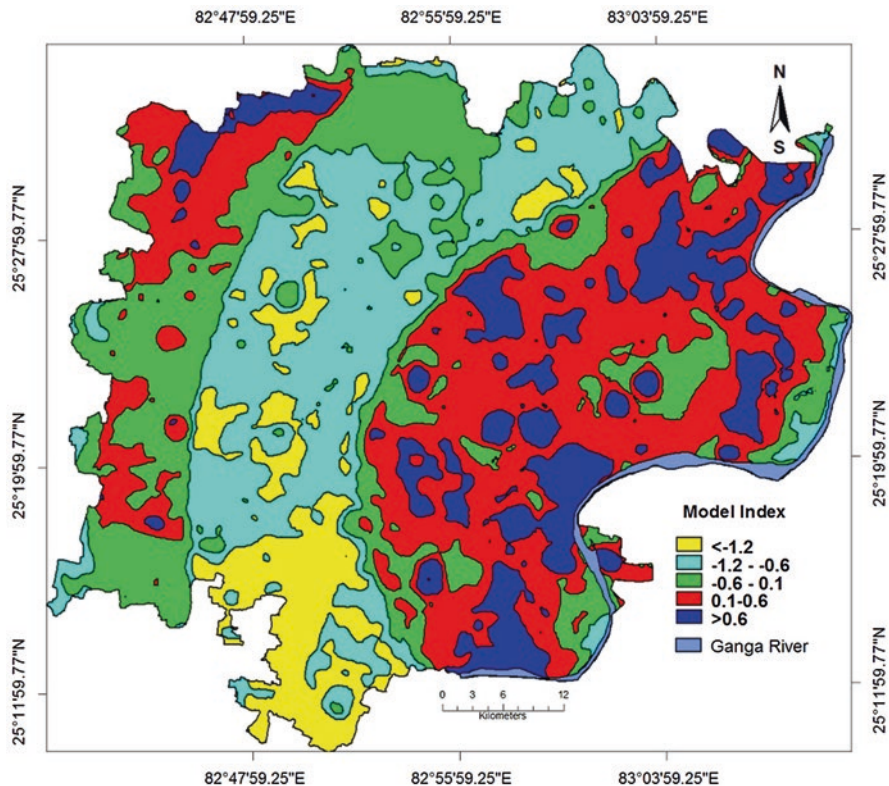 82°47'59.25"E 82°55'59.25"E 83°03'59.25"E
N
S
25°27'59.77"N 25°27'59.77"N
25°19'59.77"N 25°19'59.77"N
25°11'59.77"N 25°11'59.77"N
Model Index
<-1.2
-1.2 - -0.6
-0.6 - 0.1
0.1-0.6
>0.6
Ganga River
0 3 6 12
Kilometers
82°47'59.25"E 82°55'59.25"E 83°03'59.25"E